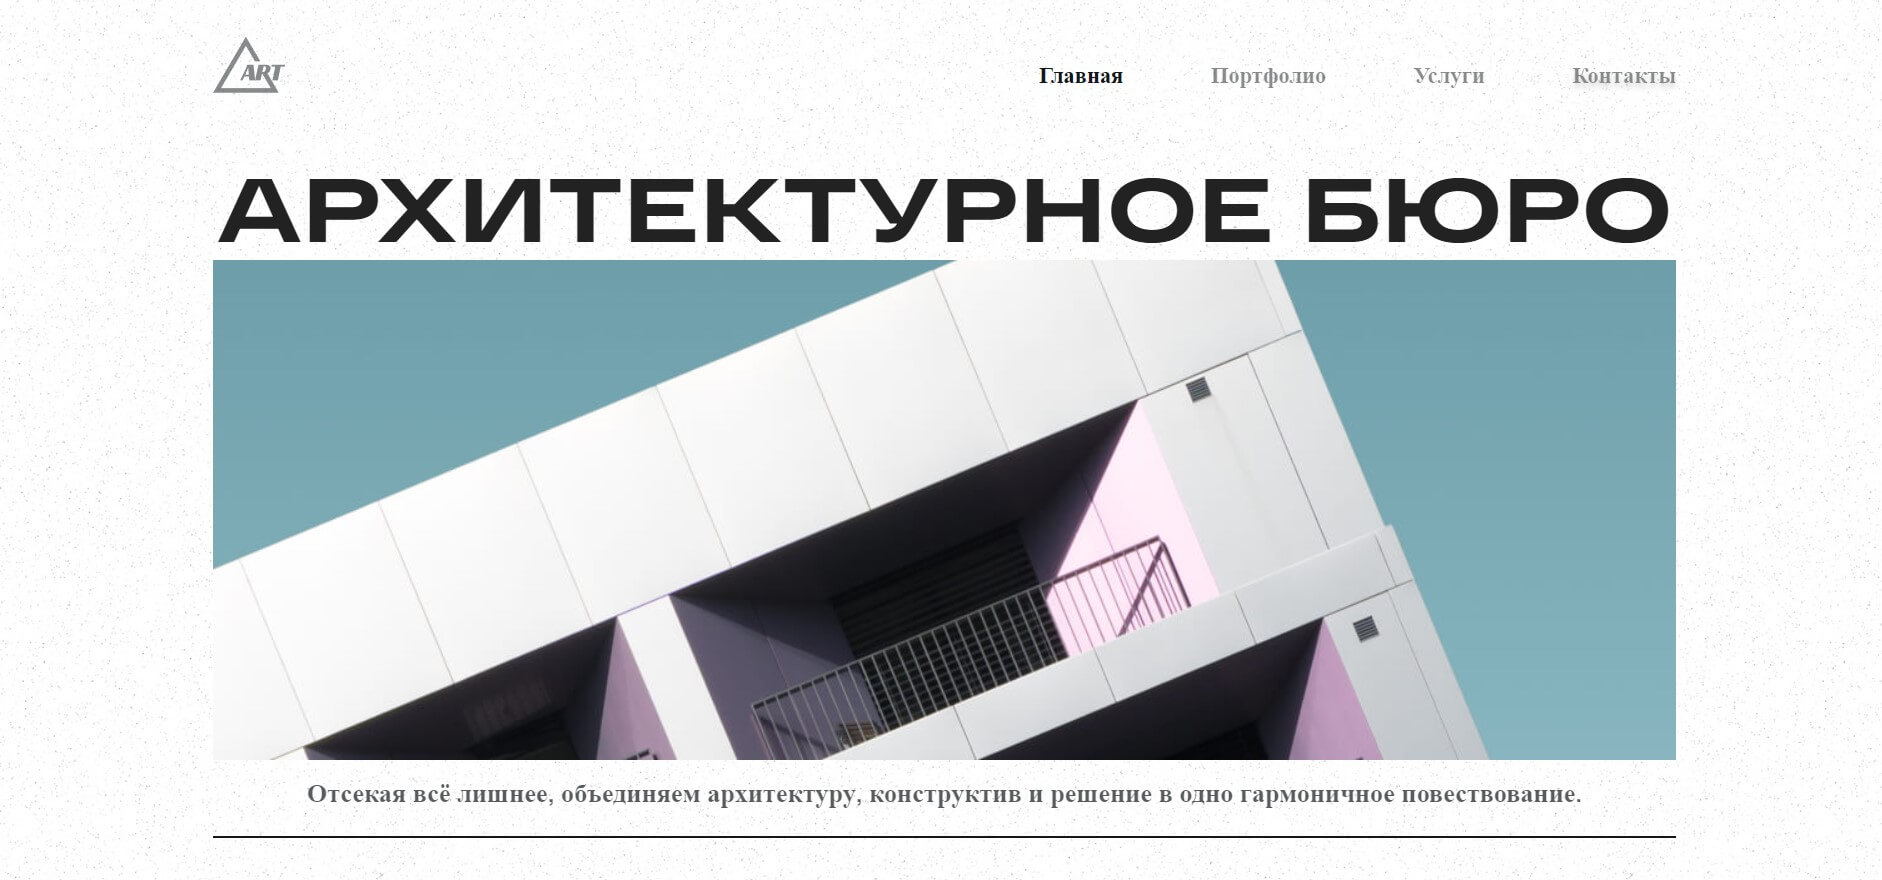 ART
Главная Портфолио Услуги Контакты
АРХИТЕКТУРНОЕ БЮРО
Отсекая всё лишнее, объединяем архитектуру, конструктив и решение в одно гармоничное повествование.